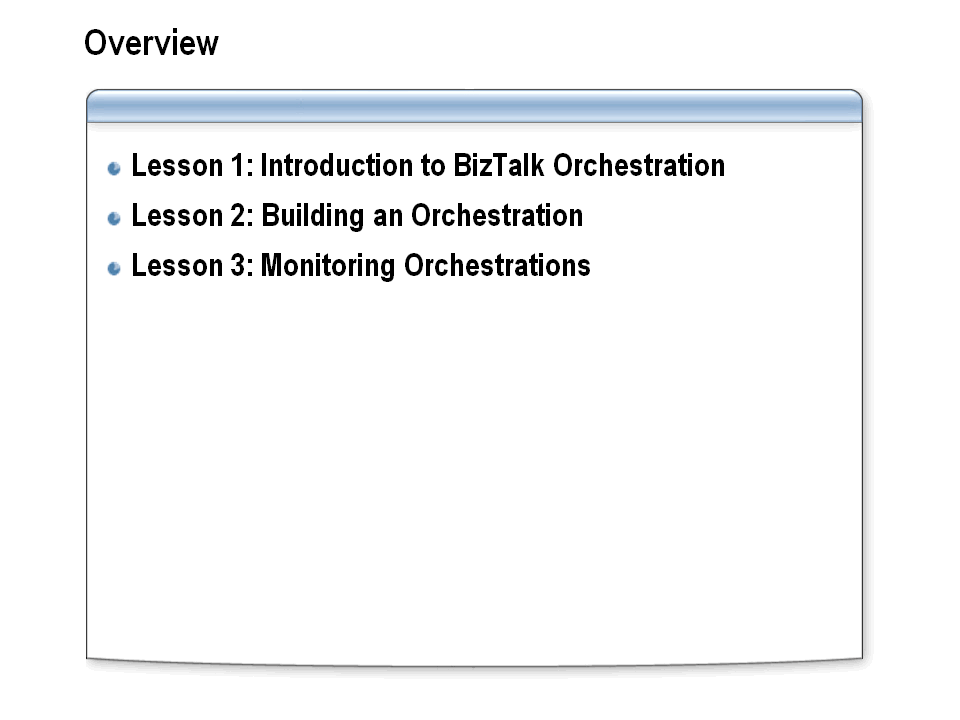 Overview
Lesson 1: Introduction to BizTalk Orchestration
Lesson 2: Building an Orchestration
Lesson 3: Monitoring Orchestrations